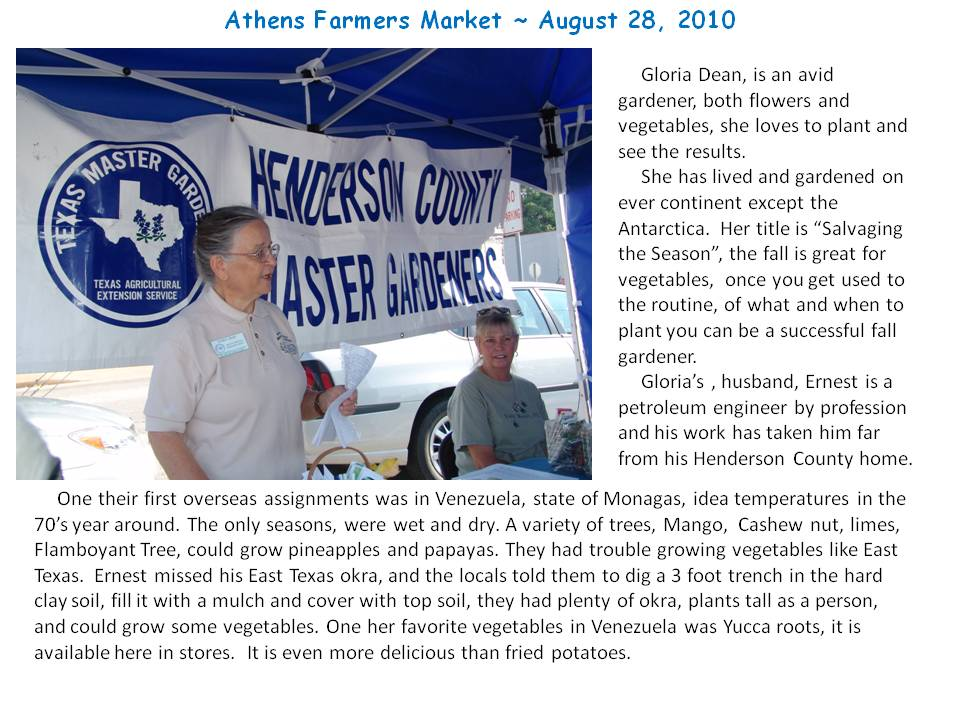 Athens Farmers Market ~ August 28, 2010
TEXAS MASTER GARDE
TEXAS AGRICULTURAL
EXTENSION SERVICE
HENDERSON COUNTY
MASTER GARDENERS
NO
PARKING
Gloria Dean, is an avid
gardener, both flowers and
vegetables, she loves to plant and
see the results.
She has lived and gardened on
ever continent except the
Antarctica. Her title is “Salvaging
the Season”, the fall is great for
vegetables, once you get used to
the routine, of what and when to
plant you can be a successful fall
gardener.
Gloria’s , husband, Ernest is a
petroleum engineer by profession
and his work has taken him far
from his Henderson County home.
One their first overseas assignments was in Venezuela, state of Monagas, idea temperatures in the
70’s year around. The only seasons, were wet and dry. A variety of trees, Mango, Cashew nut, limes,
Flamboyant Tree, could grow pineapples and papayas. They had trouble growing vegetables like East
Texas. Ernest missed his East Texas okra, and the locals told them to dig a 3 foot trench in the hard
clay soil, fill it with a mulch and cover with top soil, they had plenty of okra, plants tall as a person,
and could grow some vegetables. One her favorite vegetables in Venezuela was Yucca roots, it is
available here in stores. It is even more delicious than fried potatoes.